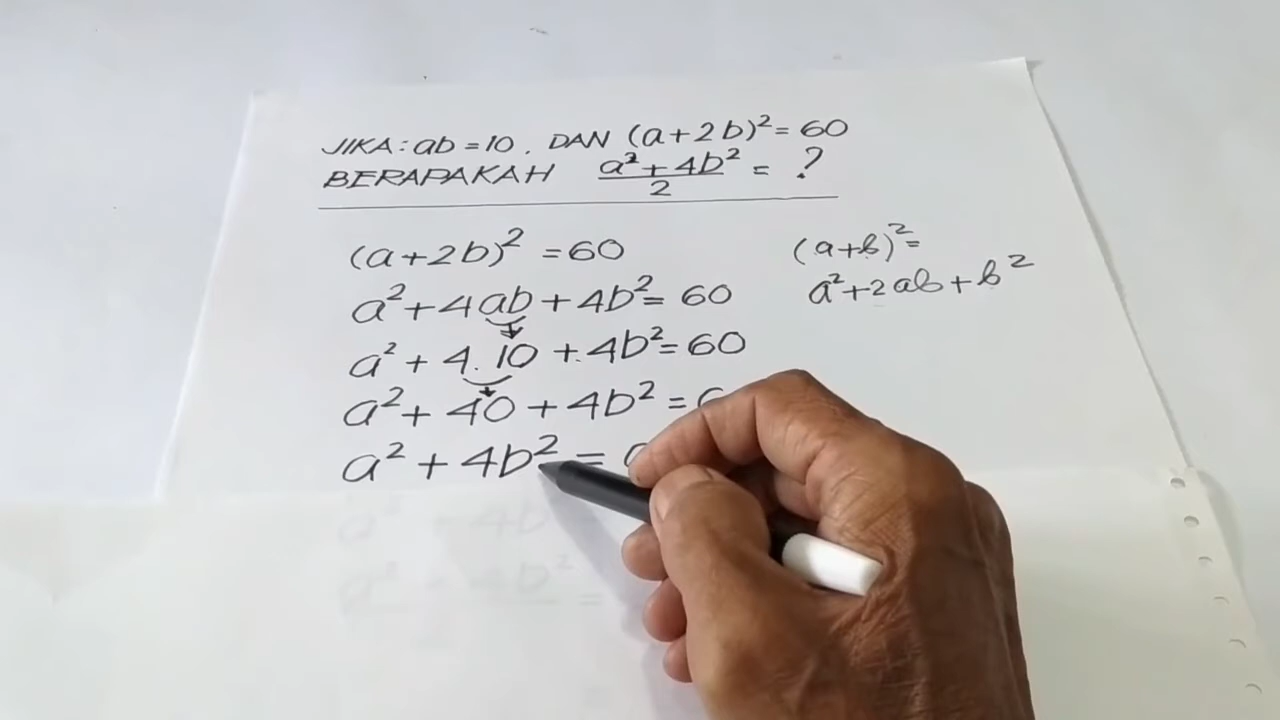 JIKA : ab = 10 . DAN (a + 2b)² = 60
BERAPAKAH (a² + 4b²)/2 = ?
(a + 2b)² = 60
a² + 4ab + 4b² = 60
a² + 4.10 + 4b² = 60
a² + 40 + 4b² =
a² + 4b² =
(a+b)² =
a² + 2ab + b²